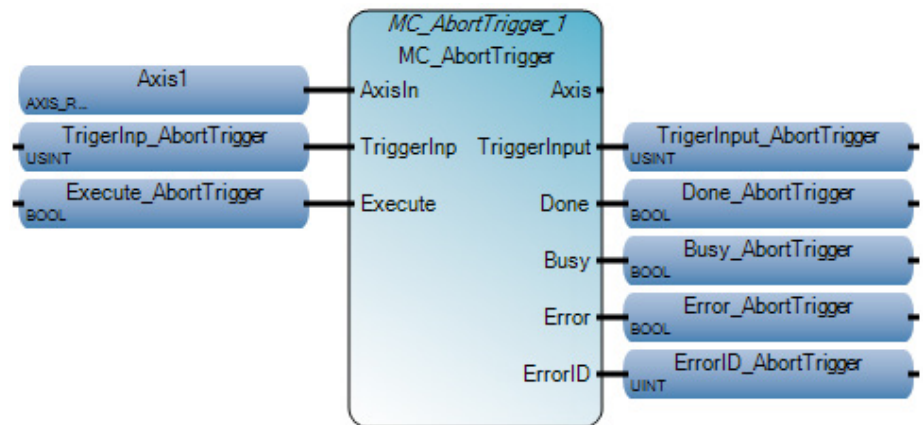 MC_AbortTrigger_1
MC_AbortTrigger
Axis1
AXIS_R...
AxisIn
Axis
TrigerInp_AbortTrigger
USINT
TriggerInp
TriggerInput
TrigerInput_AbortTrigger
USINT
Execute_AbortTrigger
BOOL
Execute
Done
Done_AbortTrigger
BOOL
Busy
Busy_AbortTrigger
BOOL
Error
Error_AbortTrigger
BOOL
ErrorID
ErrorID_AbortTrigger
UINT